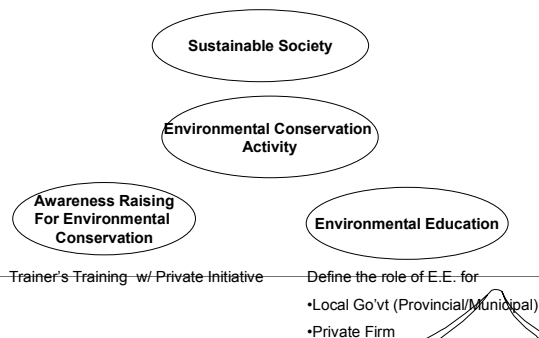 Sustainable Society
Environmental Conservation
Activity
Awareness Raising
For Environmental
Conservation
Environmental Education
Trainer's Training w/ Private Initiative
Define the role of E.E. for
•Local Go'vt (Provincial/Municipal)
•Private Firm